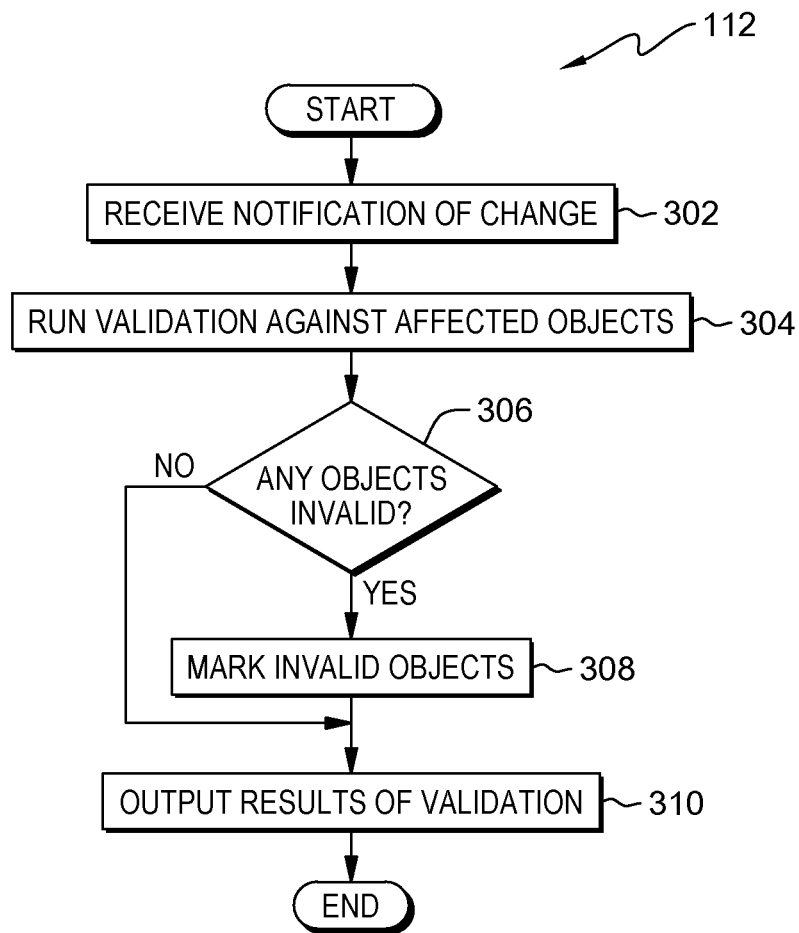 112
START
RECEIVE NOTIFICATION OF CHANGE
302
RUN VALIDATION AGAINST AFFECTED OBJECTS
304
306
NO
ANY OBJECTS
INVALID?
YES
MARK INVALID OBJECTS
308
OUTPUT RESULTS OF VALIDATION
310
END